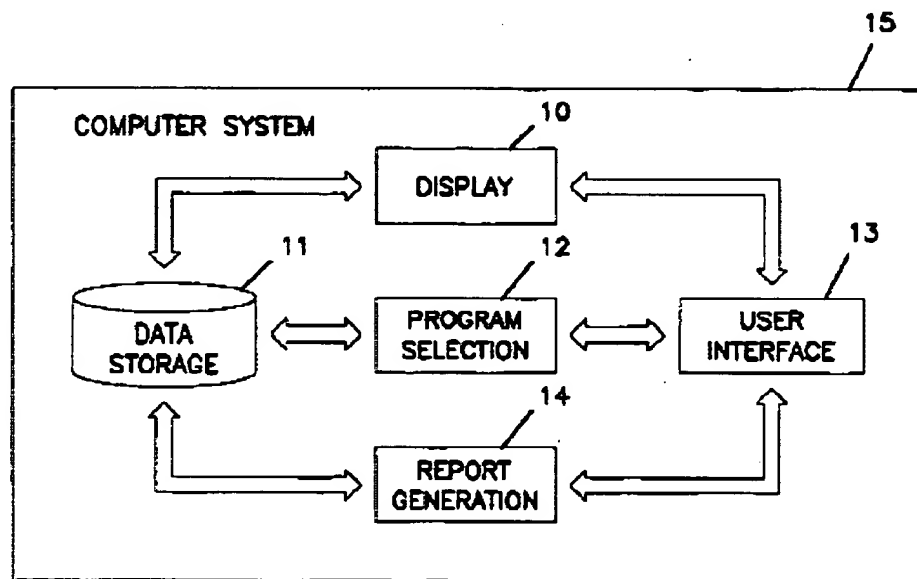 15
COMPUTER SYSTEM
10
DISPLAY
11
12
13
DATA
STORAGE
PROGRAM
SELECTION
USER
INTERFACE
14
REPORT
GENERATION